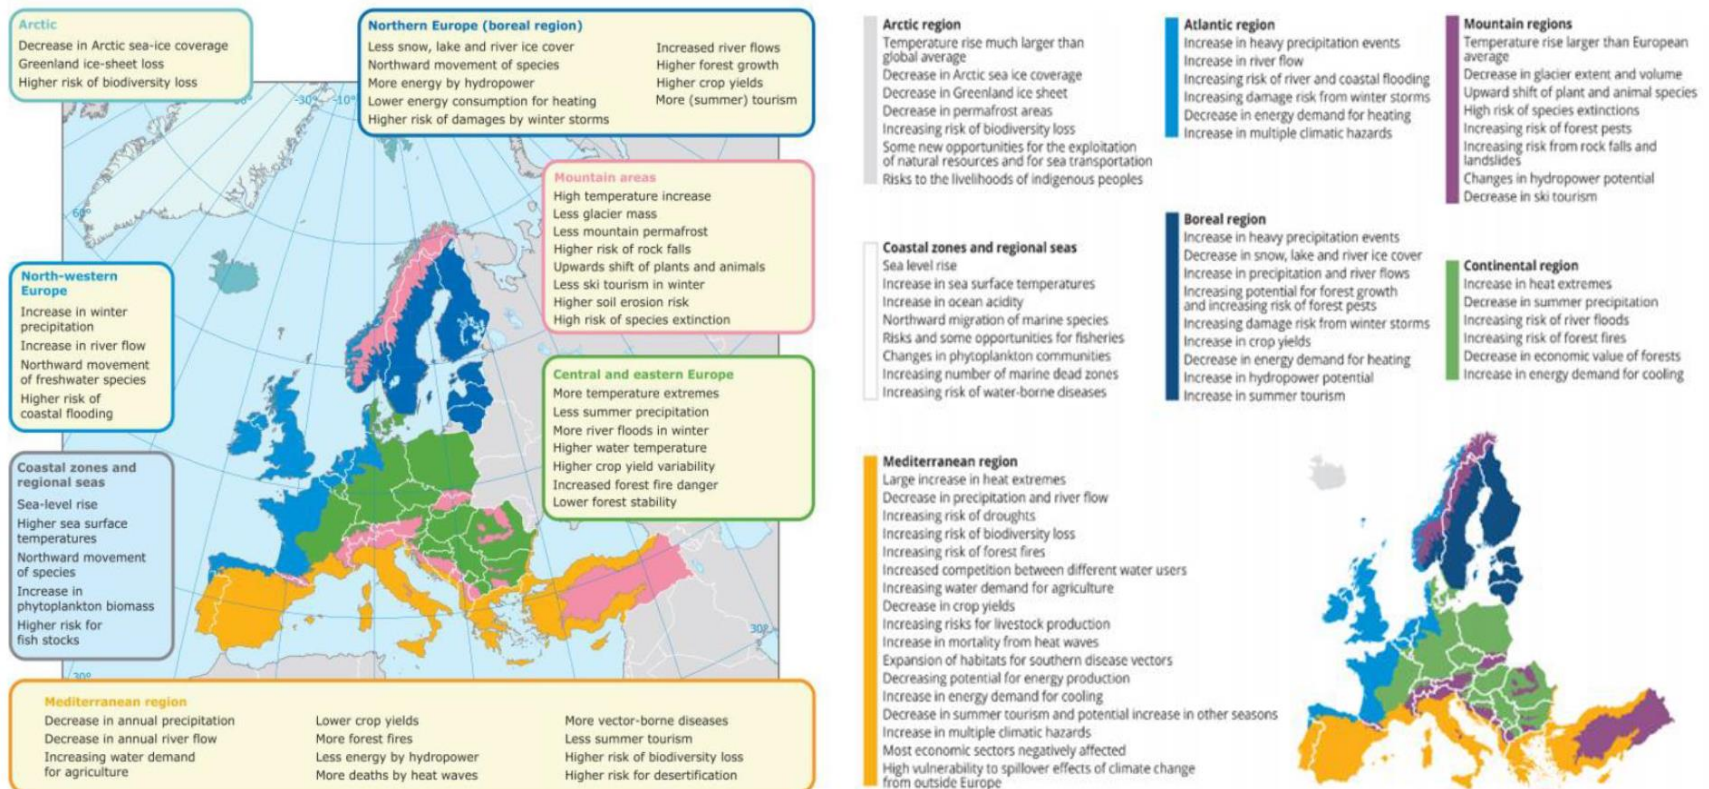 Arctic
Decrease in Arctic sea-ice coverage
Greenland ice-sheet loss
Higher risk of biodiversity loss
Northern Europe (boreal region)
Less snow, lake and river ice cover
Northward movement of species
More energy by hydropower
Lower energy consumption for heating
Higher risk of damages by winter storms
Increased river flows
Higher forest growth
Higher crop yields
More (summer) tourism
-30°
-10°
60°
Mountain areas
High temperature increase
Less glacier mass
Less mountain permafrost
Higher risk of rock falls
Upwards shift of plants and animals
Less ski tourism in winter
Higher soil erosion risk
High risk of species extinction
North-western
Europe
Increase in winter
precipitation
Increase in river flow
Northward movement
of freshwater species
Higher risk of
coastal flooding
Central and eastern Europe
More temperature extremes
Less summer precipitation
More river floods in winter
Higher water temperature
Higher crop yield variability
Increased forest fire danger
Lower forest stability
Coastal zones and
regional seas
Sea-level rise
Higher sea surface
temperatures
Northward movement
of species
Increase in
phytoplankton biomass
Higher risk for
fish stocks
30°
30°
Mediterranean region
Decrease in annual precipitation
Decrease in annual river flow
Increasing water demand
for agriculture
Lower crop yields
More forest fires
Less energy by hydropower
More deaths by heat waves
More vector-borne diseases
Less summer tourism
Higher risk of biodiversity loss
Higher risk for desertification
Arctic region
Temperature rise much larger than
global average
Decrease in Arctic sea ice coverage
Decrease in Greenland ice sheet
Decrease in permafrost areas
Increasing risk of biodiversity loss
Some new opportunities for the exploitation
of natural resources and for sea transportation
Risks to the livelihoods of indigenous peoples
Coastal zones and regional seas
Sea level rise
Increase in sea surface temperatures
Increase in ocean acidity
Northward migration of marine species
Risks and some opportunities for fisheries
Changes in phytoplankton communities
Increasing number of marine dead zones
Increasing risk of water-borne diseases
Mediterranean region
Large increase in heat extremes
Decrease in precipitation and river flow
Increasing risk of droughts
Increasing risk of biodiversity loss
Increasing risk of forest fires
Increased competition between different water users
Increasing water demand for agriculture
Decrease in crop yields
Increasing risks for livestock production
Increase in mortality from heat waves
Expansion of habitats for southern disease vectors
Decreasing potential for energy production
Increase in energy demand for cooling
Decrease in summer tourism and potential increase in other seasons
Increase in multiple climatic hazards
Most economic sectors negatively affected
High vulnerability to spillover effects of climate change
from outside Europe
Atlantic region
Increase in heavy precipitation events
Increase in river flow
Increasing risk of river and coastal flooding
Increasing damage risk from winter storms
Decrease in energy demand for heating
Increase in multiple climatic hazards
Boreal region
Increase in heavy precipitation events
Decrease in snow, lake and river ice cover
Increase in precipitation and river flows
Increasing potential for forest growth
and increasing risk of forest pests
Increasing damage risk from winter storms
Increase in crop yields
Decrease in energy demand for heating
Increase in hydropower potential
Increase in summer tourism
Mountain regions
Temperature rise larger than European
average
Decrease in glacier extent and volume
Upward shift of plant and animal species
High risk of species extinctions
Increasing risk of forest pests
Increasing risk from rock falls and
landslides
Changes in hydropower potential
Decrease in ski tourism
Continental region
Increase in heat extremes
Decrease in summer precipitation
Increasing risk of river floods
Increasing risk of forest fires
Decrease in economic value of forests
Increase in energy demand for cooling